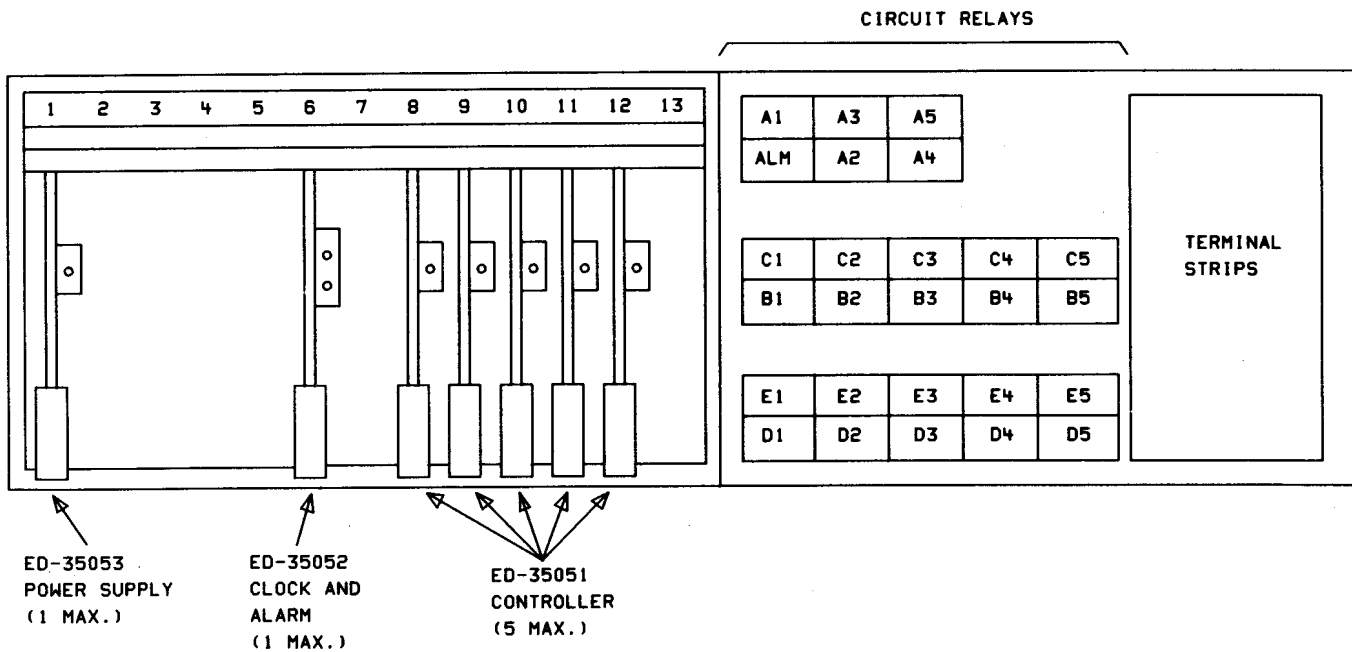 CIRCUIT RELAYS
1 2 3 4 5 6 7 8 9 10 11 12 13
A1 A3 A5
ALM A2 A4
C1 C2 C3 C4 C5
B1 B2 B3 B4 B5
E1 E2 E3 E4 E5
D1 D2 D3 D4 D5
TERMINAL
STRIPS
ED-35053
POWER SUPPLY
(1 MAX.)
ED-35052
CLOCK AND
ALARM
(1 MAX.)
ED-35051
CONTROLLER
(5 MAX.)